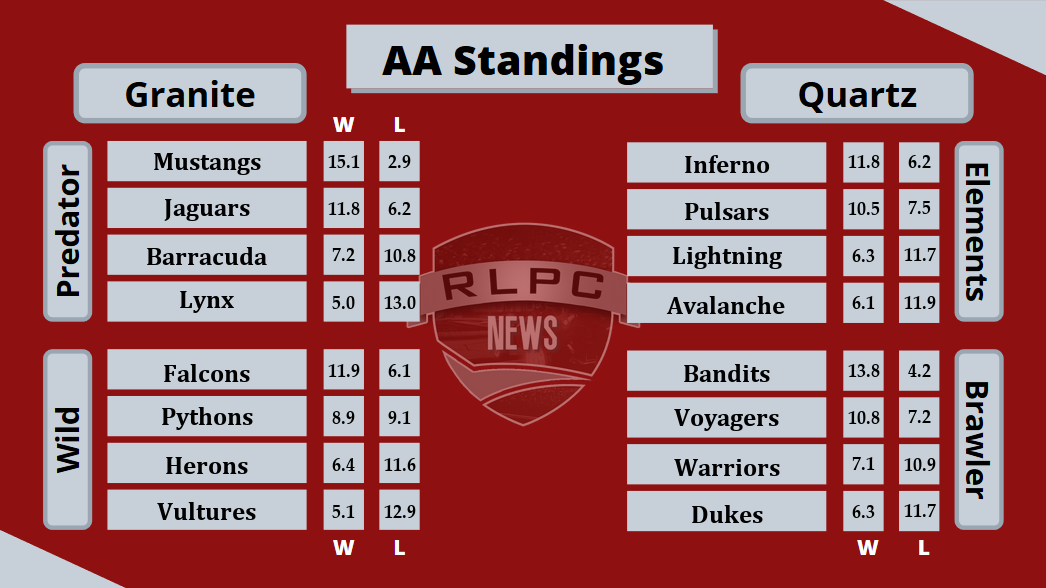 AA Standings
Granite
W L
Predator
Mustangs 15.1 2.9
Jaguars 11.8 6.2
Barracuda 7.2 10.8
Lynx 5.0 13.0
Wild
Falcons 11.9 6.1
Pythons 8.9 9.1
Herons 6.4 11.6
Vultures 5.1 12.9
W L
RLPC
NEWS
Quartz
Elements
Inferno 11.8 6.2
Pulsars 10.5 7.5
Lightning 6.3 11.7
Avalanche 6.1 11.9
Brawler
Bandits 13.8 4.2
Voyagers 10.8 7.2
Warriors 7.1 10.9
Dukes 6.3 11.7
W L